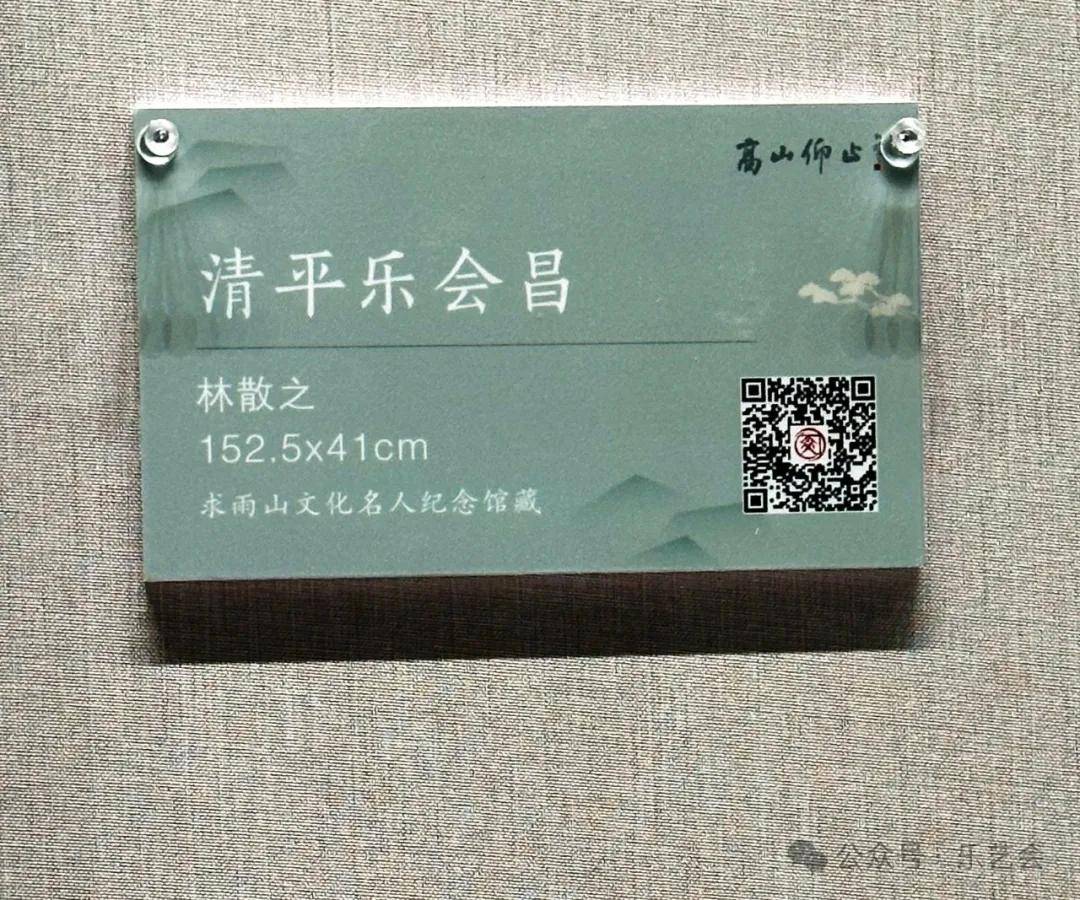 高山仰止
清平乐会昌
林散之
152.5x41cm
求雨山文化名人纪念馆藏
公众号·乐艺会